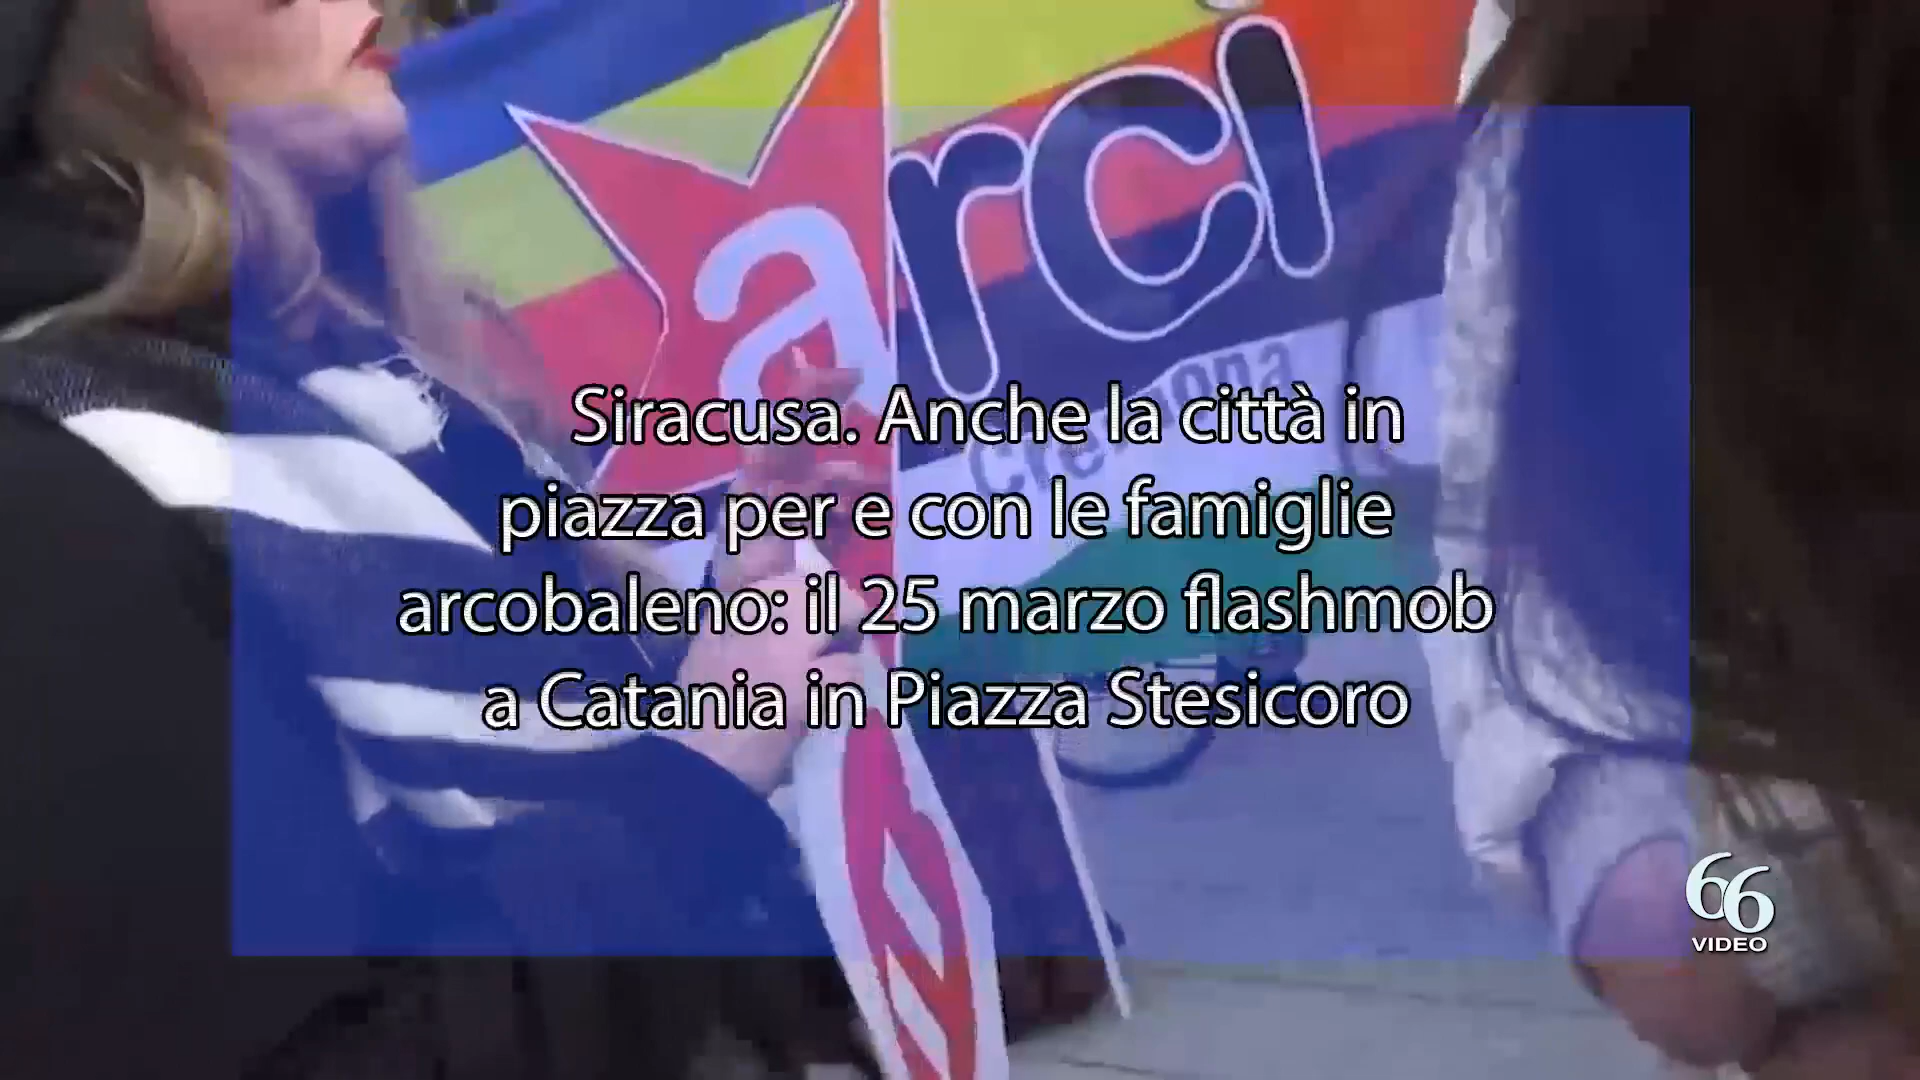 arci
Cremona
Siracusa. Anche la città in
piazza per e con le famiglie
arcobaleno: il 25 marzo flashmob
a Catania in Piazza Stesicoro
66
VIDEO